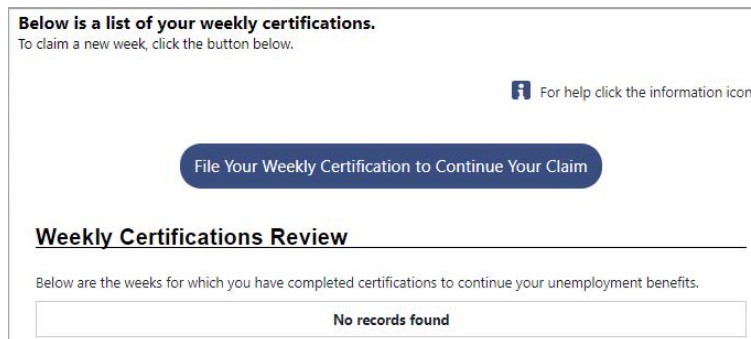 Below is a list of your weekly certifications.
To claim a new week, click the button below.
For help click the information icon
File Your Weekly Certification to Continue Your Claim
Weekly Certifications Review
Below are the weeks for which you have completed certifications to continue your unemployment benefits.
No records found